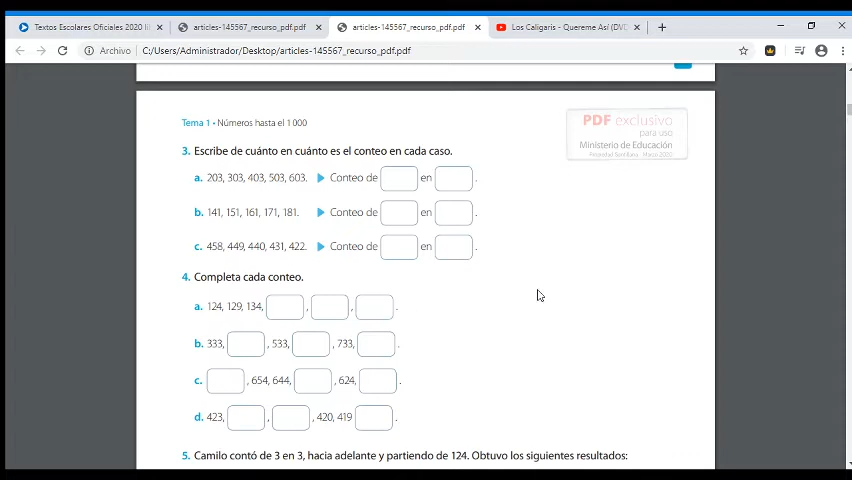 Textos Escolares Oficiales 2020 lil
articles-145567_recurso_pdf.pdf
articles-145567_recurso_pdf.pdf
Los Caligaris - Quereme Así (DVD
Archivo C:/Users/Administrador/Desktop/articles-145567_recurso_pdf.pdf
Tema 1 • Números hasta el 1 000
PDF exclusivo
para uso
Ministerio de Educación
Propiedad Santillana - Marzo 2020
3. Escribe de cuánto en cuánto es el conteo en cada caso.
a. 203, 303, 403, 503, 603. Conteo de en .
b. 141, 151, 161, 171, 181. Conteo de en .
c. 458, 449, 440, 431, 422. Conteo de en .
4. Completa cada conteo.
a. 124, 129, 134, , , .
b. 333, , 533, , 733, .
c. , 654, 644, , 624, .
d. 423, , , 420, 419 .
5. Camilo contó de 3 en 3, hacia adelante y partiendo de 124. Obtuvo los siguientes resultados: